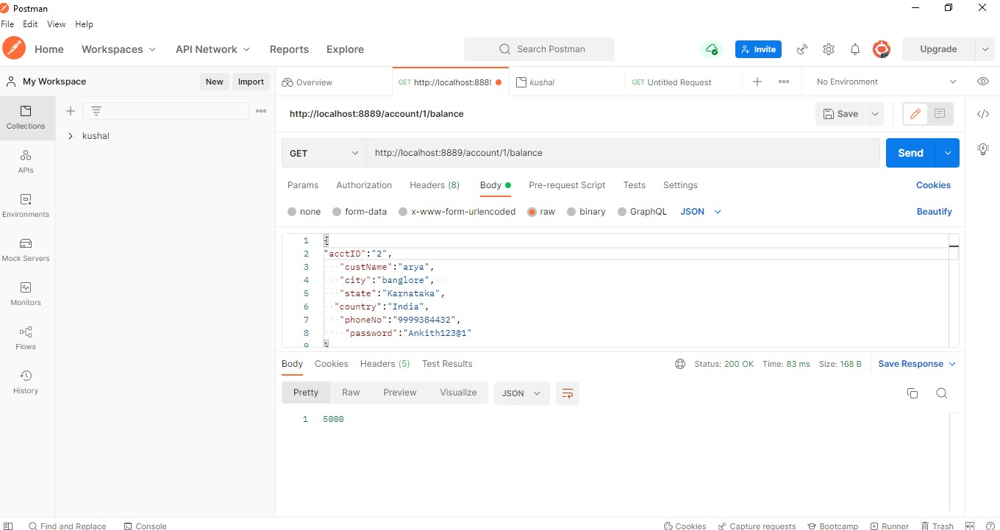 Postman
File Edit View Help
Home Workspaces API Network Reports Explore Search Postman Invite Upgrade
My Workspace New Import Overview GET http://localhost:8889 kushal GET Untitled Request No Environment
Collections
kushal
APIs
Environments
Mock Servers
Monitors
Flows
History
http://localhost:8889/account/1/balance Save
GET http://localhost:8889/account/1/balance Send
Params Authorization Headers (8) Body Pre-request Script Tests Settings Cookies
none form-data x-www-form-urlencoded raw binary GraphQL JSON Beautify
1 {
2 "acctID":"2",
3 "custName":"arya",
4 "city":"banglore",
5 "state":"Karnataka",
6 "country":"India",
7 "phoneNo":"9999384432",
8 "password":"Ankith123@1"
9 }
Body Cookies Headers (5) Test Results Status: 200 OK Time: 83 ms Size: 168 B Save Response
Pretty Raw Preview Visualize JSON
1 5000
Find and Replace Console Cookies Capture requests Bootcamp Runner Trash